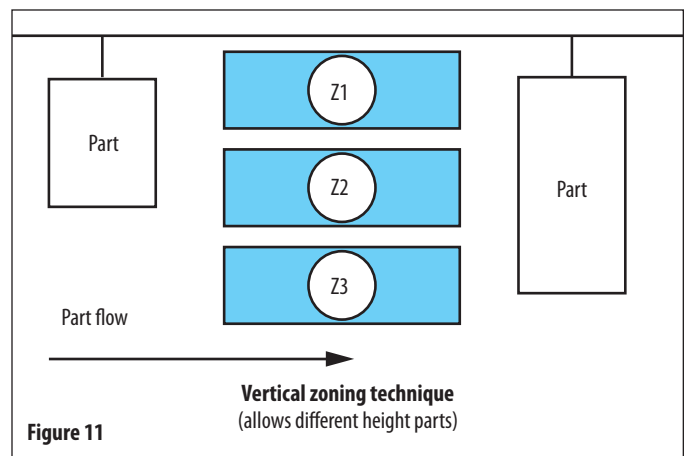 Z1
Part
Z2
Part
Z3
Part flow
Vertical zoning technique
(allows different height parts)
Figure 11